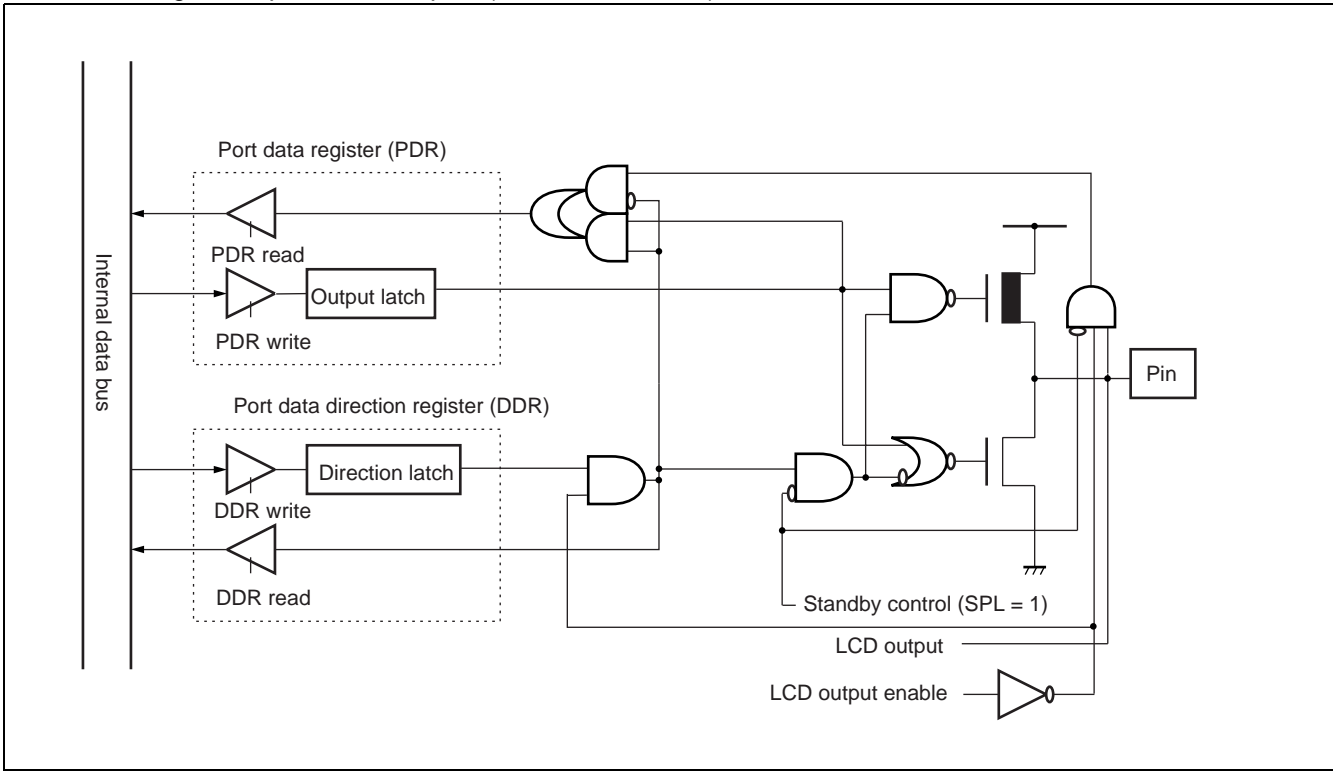 Port data register (PDR)
PDR read
Output latch
PDR write
Internal data bus
Pin
Port data direction register (DDR)
Direction latch
DDR write
DDR read
Standby control (SPL = 1)
LCD output
LCD output enable